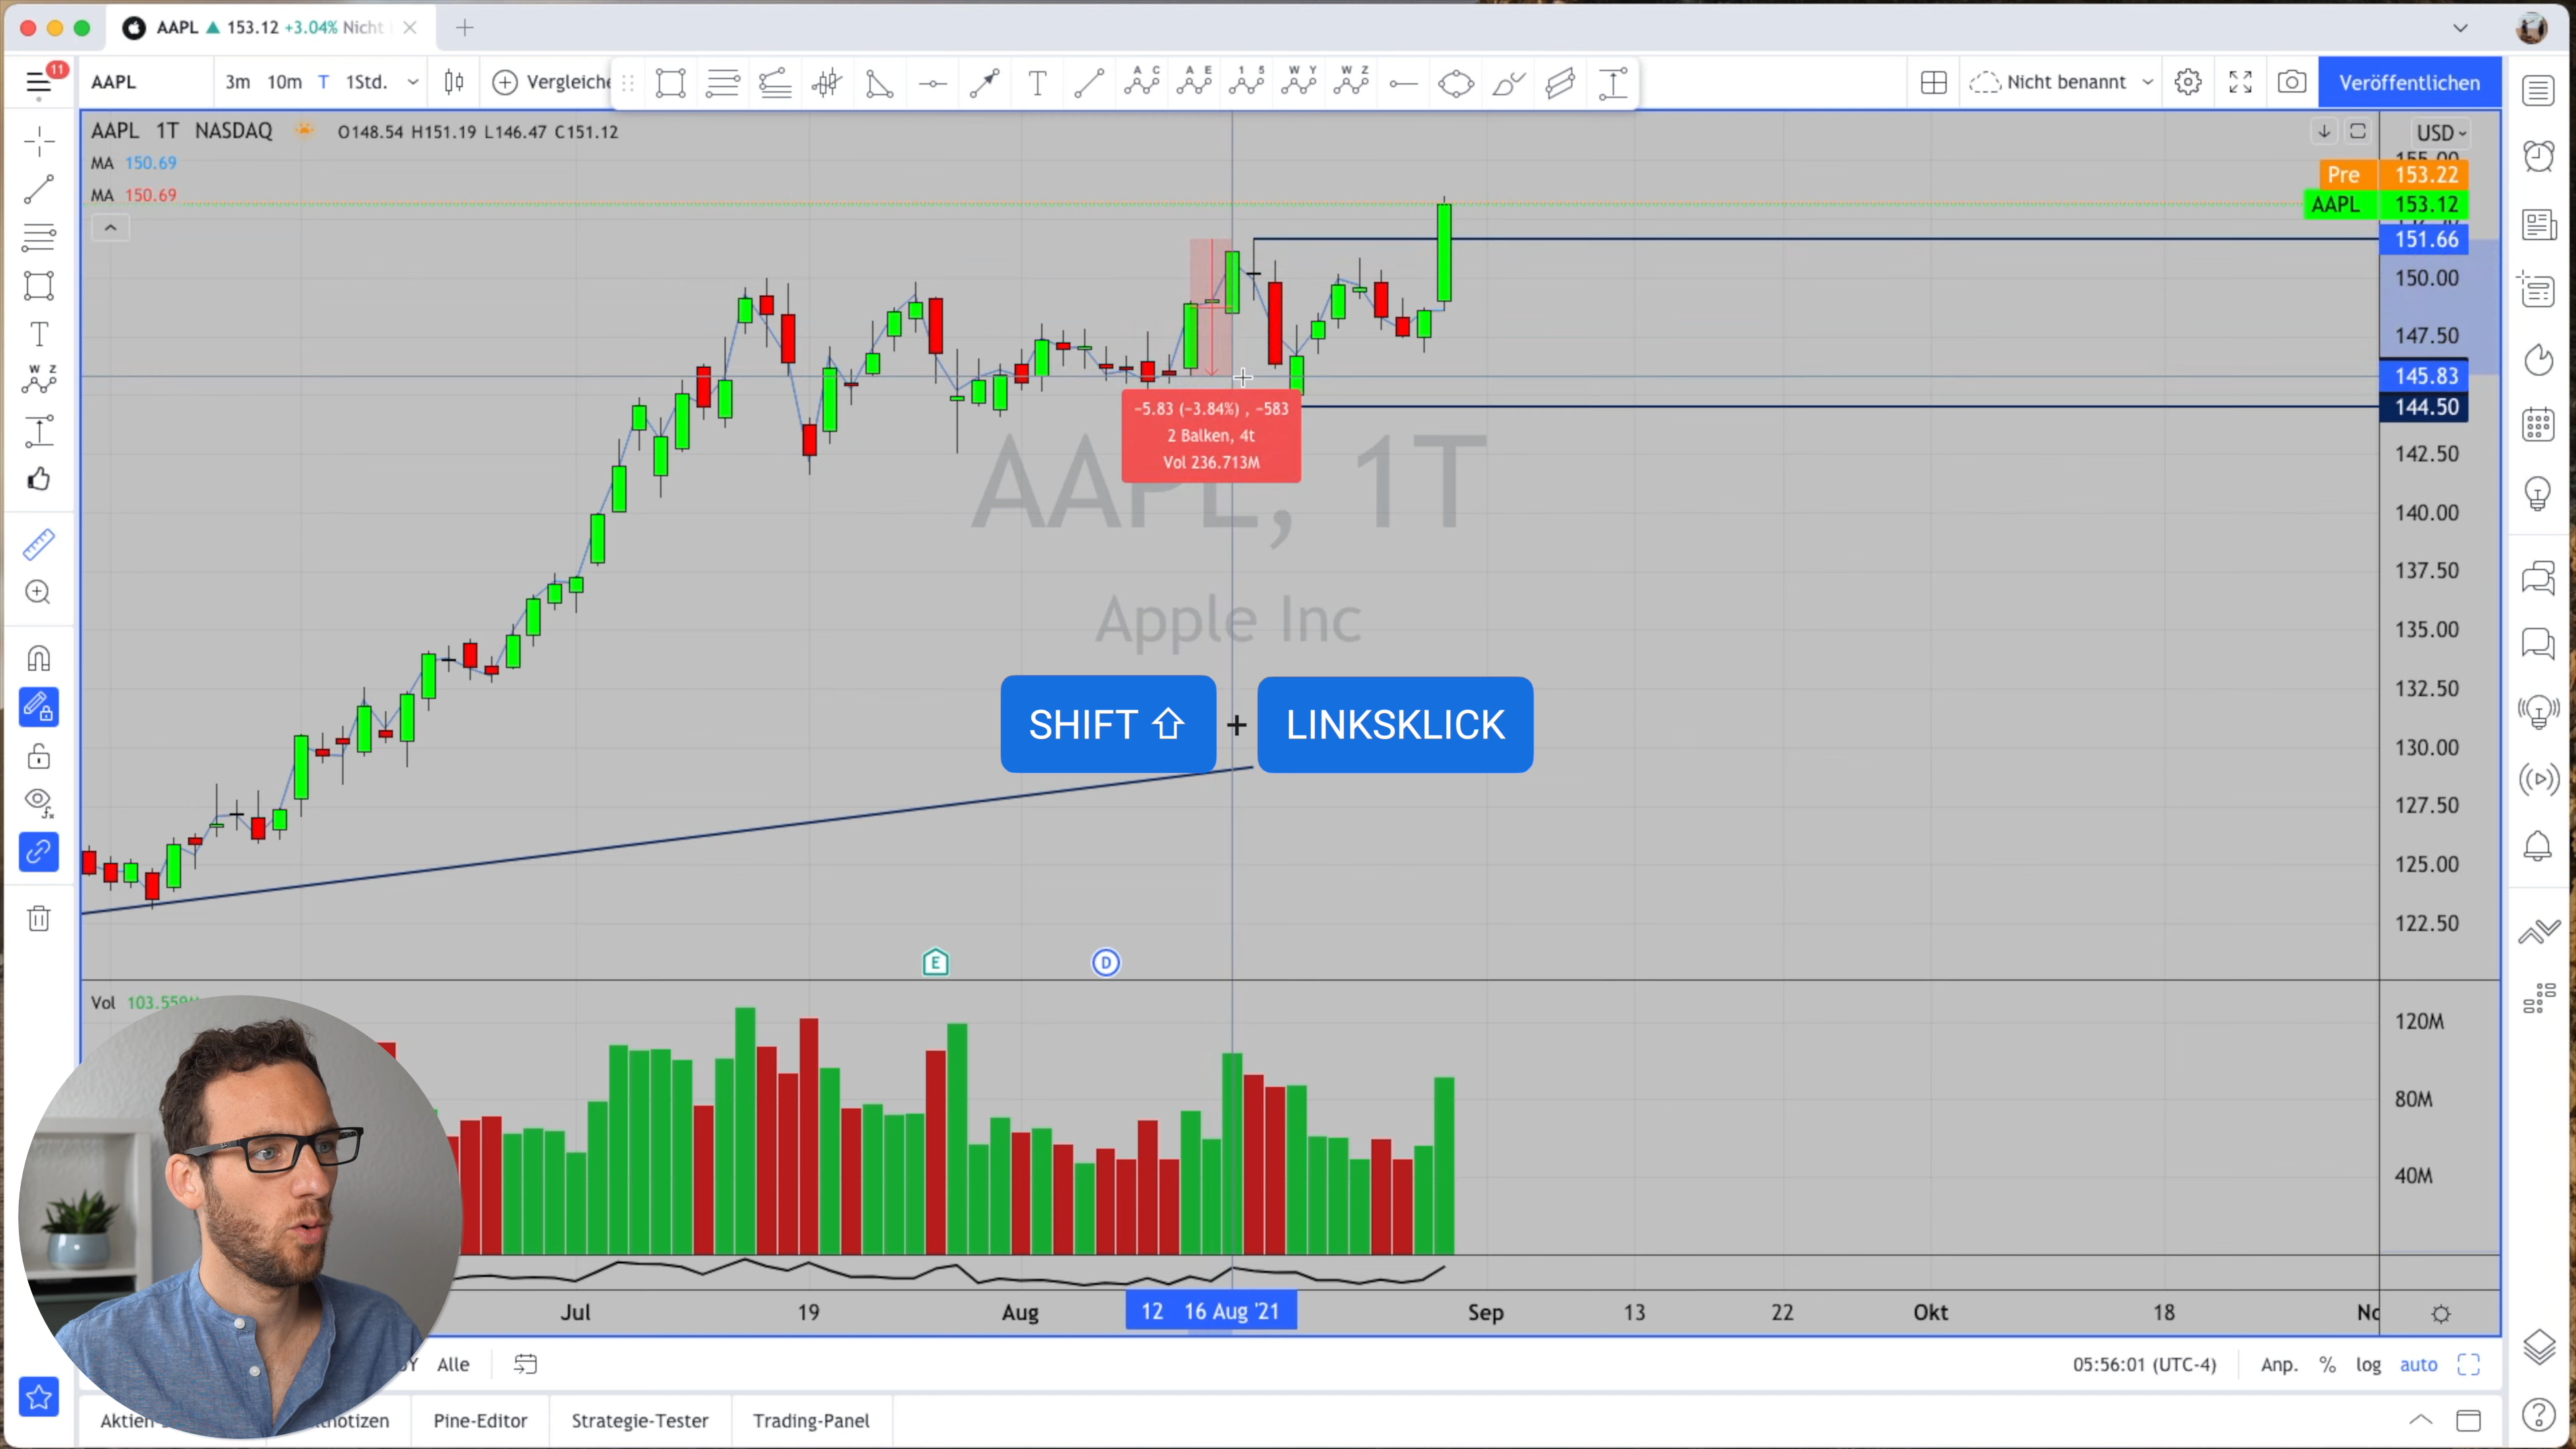 AAPL ▲ 153.12 +3.04% Nicht
11
AAPL
3m 10m T 1Std.
Vergleiche
Nicht benannt
Veröffentlichen
AAPL 1T NASDAQ O148.54 H151.19 L146.47 C151.12
MA 150.69
MA 150.69
USD
155.00
Pre 153.22
AAPL 153.12
151.66
150.00
147.50
145.83
144.50
142.50
140.00
137.50
135.00
132.50
130.00
127.50
125.00
122.50
−5.83 (−3.84%) , −583
2 Balken, 4t
Vol 236.713M
AAPL, 1T
Apple Inc
SHIFT ⇧ + LINKSKLICK
E
D
Vol 103.559M
120M
80M
40M
Jul 19 Aug 12 16 Aug '21 Sep 13 22 Okt 18
Alle
05:56:01 (UTC-4) Anp. % log auto
Aktien
Pine-Editor Strategie-Tester Trading-Panel